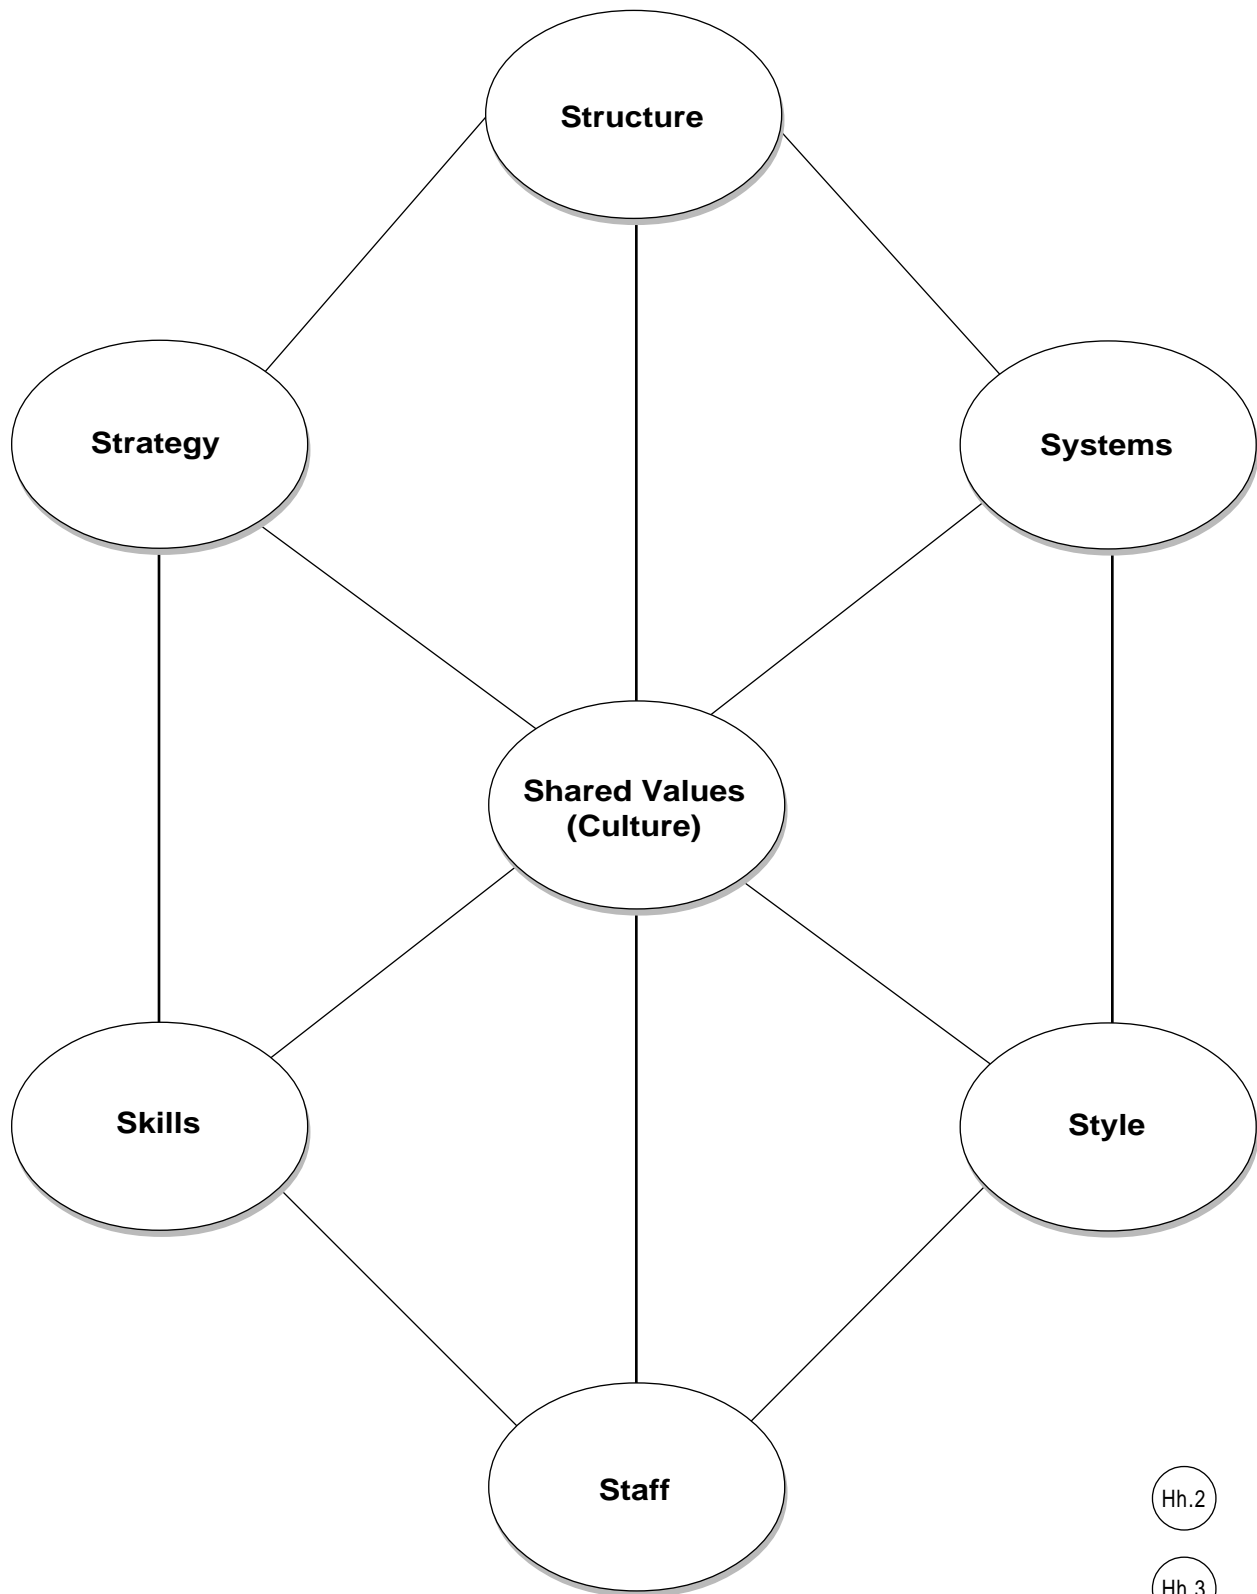 Structure
Strategy
Systems
Shared Values
(Culture)
Skills
Style
Staff
Hh.2
Hh.3